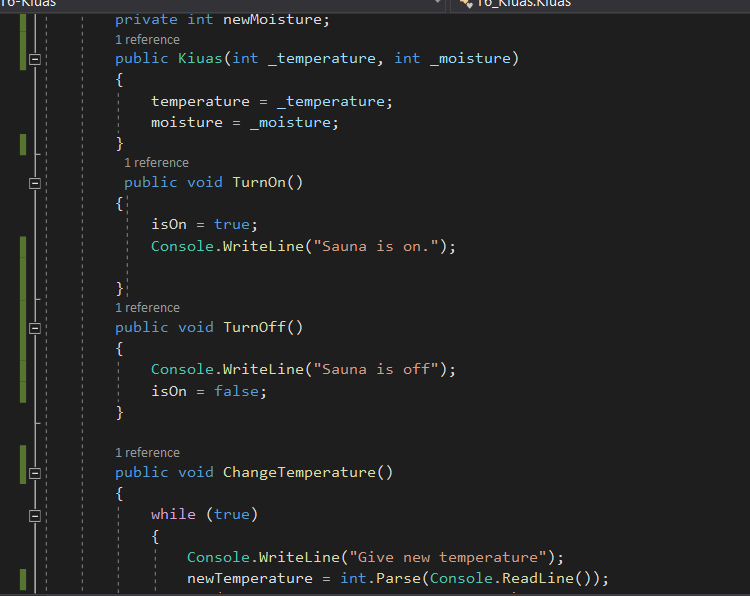 T6-Kiuas T6_Kiuas.Kiuas
private int newMoisture;
1 reference
public Kiuas(int _temperature, int _moisture)
{
temperature = _temperature;
moisture = _moisture;
}
1 reference
public void TurnOn()
{
isOn = true;
Console.WriteLine("Sauna is on.");
}
1 reference
public void TurnOff()
{
Console.WriteLine("Sauna is off");
isOn = false;
}
1 reference
public void ChangeTemperature()
{
while (true)
{
Console.WriteLine("Give new temperature");
newTemperature = int.Parse(Console.ReadLine());